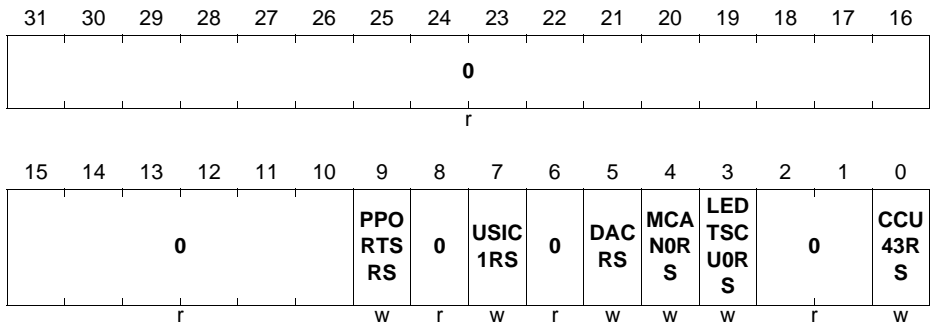 31 30 29 28 27 26 25 24 23 22 21 20 19 18 17 16
0
r
15 14 13 12 11 10 9 8 7 6 5 4 3 2 1 0
0
PPO
RTS
RS
0
USIC
1RS
0
DAC
RS
MCA
N0R
S
LED
TSC
U0R
S
0
CCU
43R
S
r w r w r w w w r w